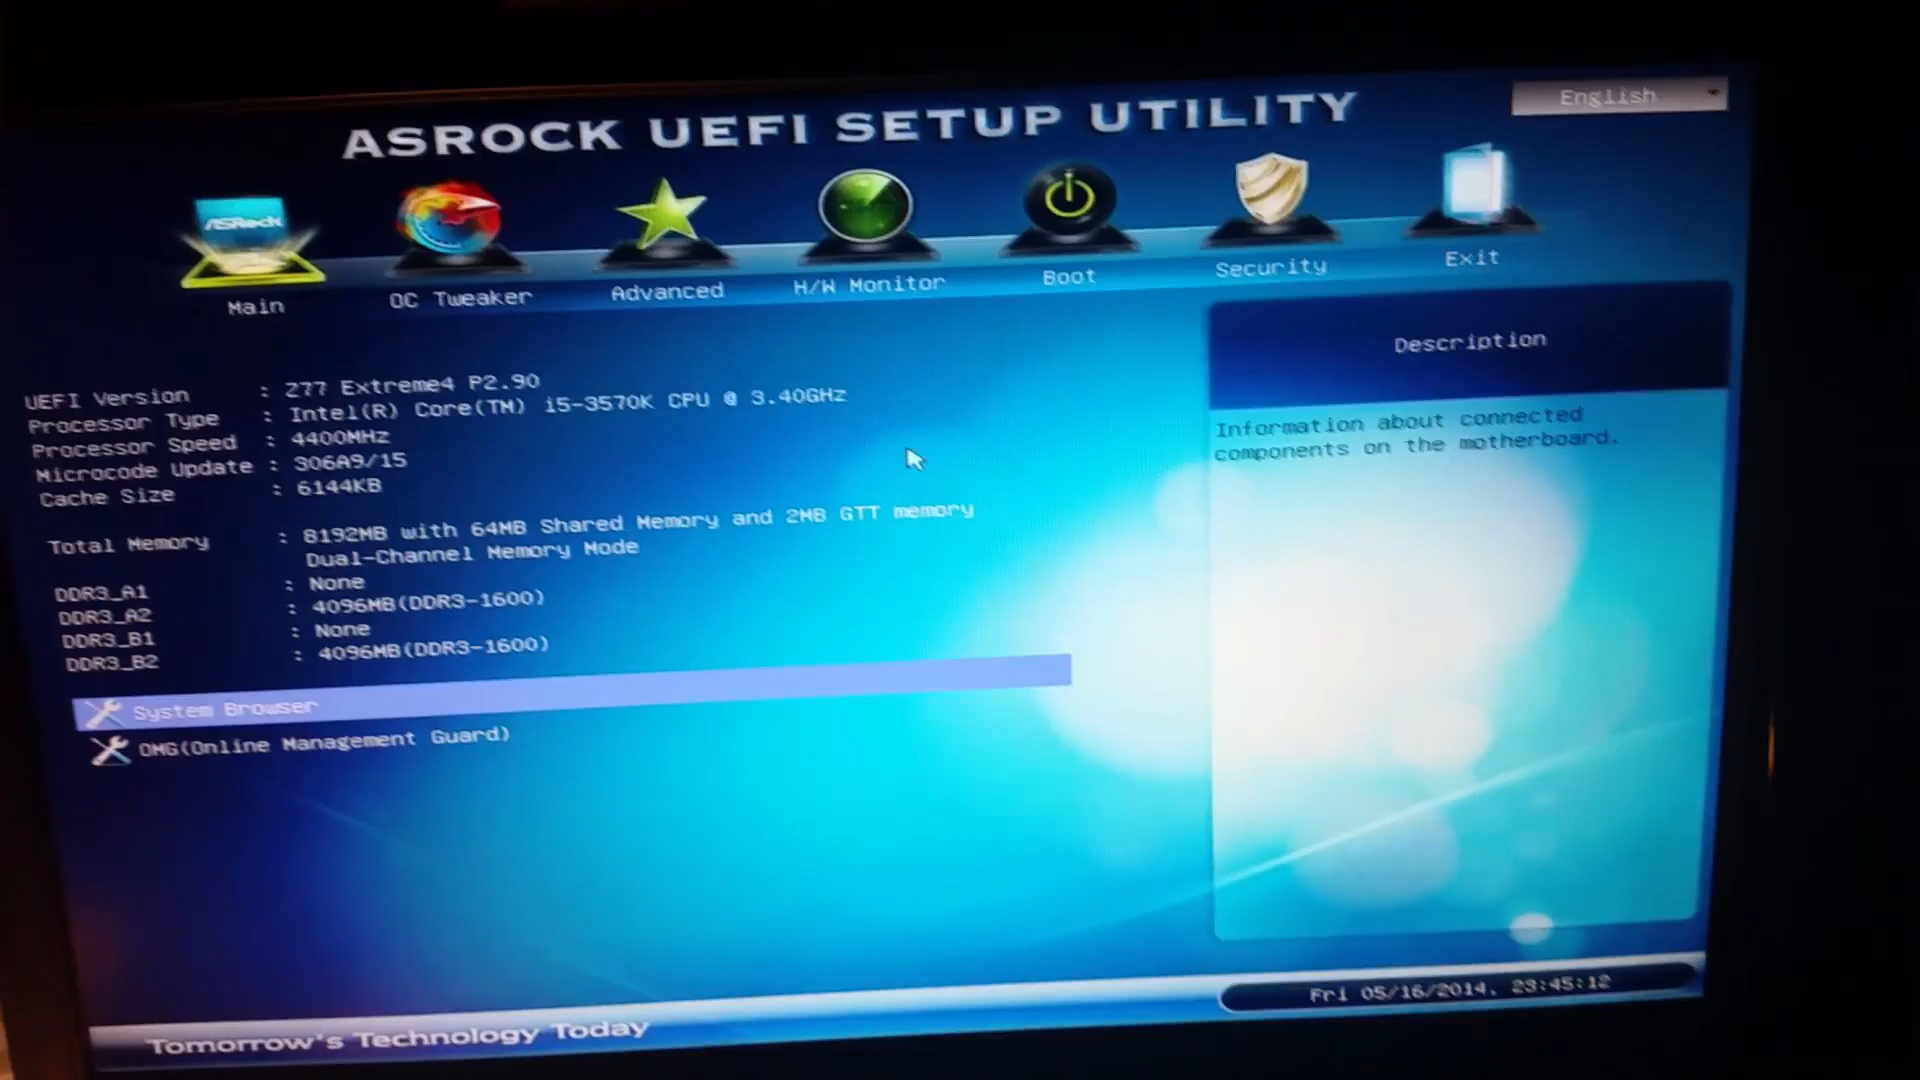 ASROCK UEFI SETUP UTILITY
English
ASRock
Main
OC Tweaker
Advanced
H/W Monitor
Boot
Security
Exit
UEFI Version : Z77 Extreme4 P2.90
Processor Type : Intel(R) Core(TM) i5-3570K CPU @ 3.40GHz
Processor Speed : 4400MHz
Microcode Update : 306A9/15
Cache Size : 6144KB
Total Memory : 8192MB with 64MB Shared Memory and 2MB GTT memory
Dual-Channel Memory Mode
DDR3_A1 : None
DDR3_A2 : 4096MB(DDR3-1600)
DDR3_B1 : None
DDR3_B2 : 4096MB(DDR3-1600)
System Browser
OMG(Online Management Guard)
Description
Information about connected
components on the motherboard.
Fri 05/16/2014, 23:45:12
Tomorrow's Technology Today